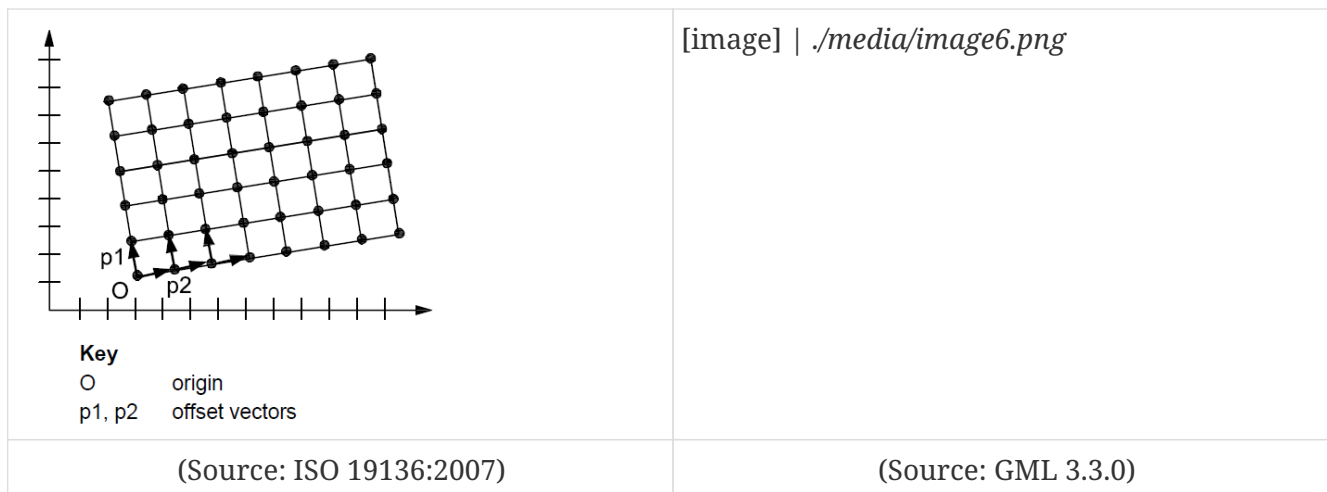 [image] | ./media/image6.png
p1
O
p2
Key
O origin
p1, p2 offset vectors
(Source: ISO 19136:2007)
(Source: GML 3.3.0)